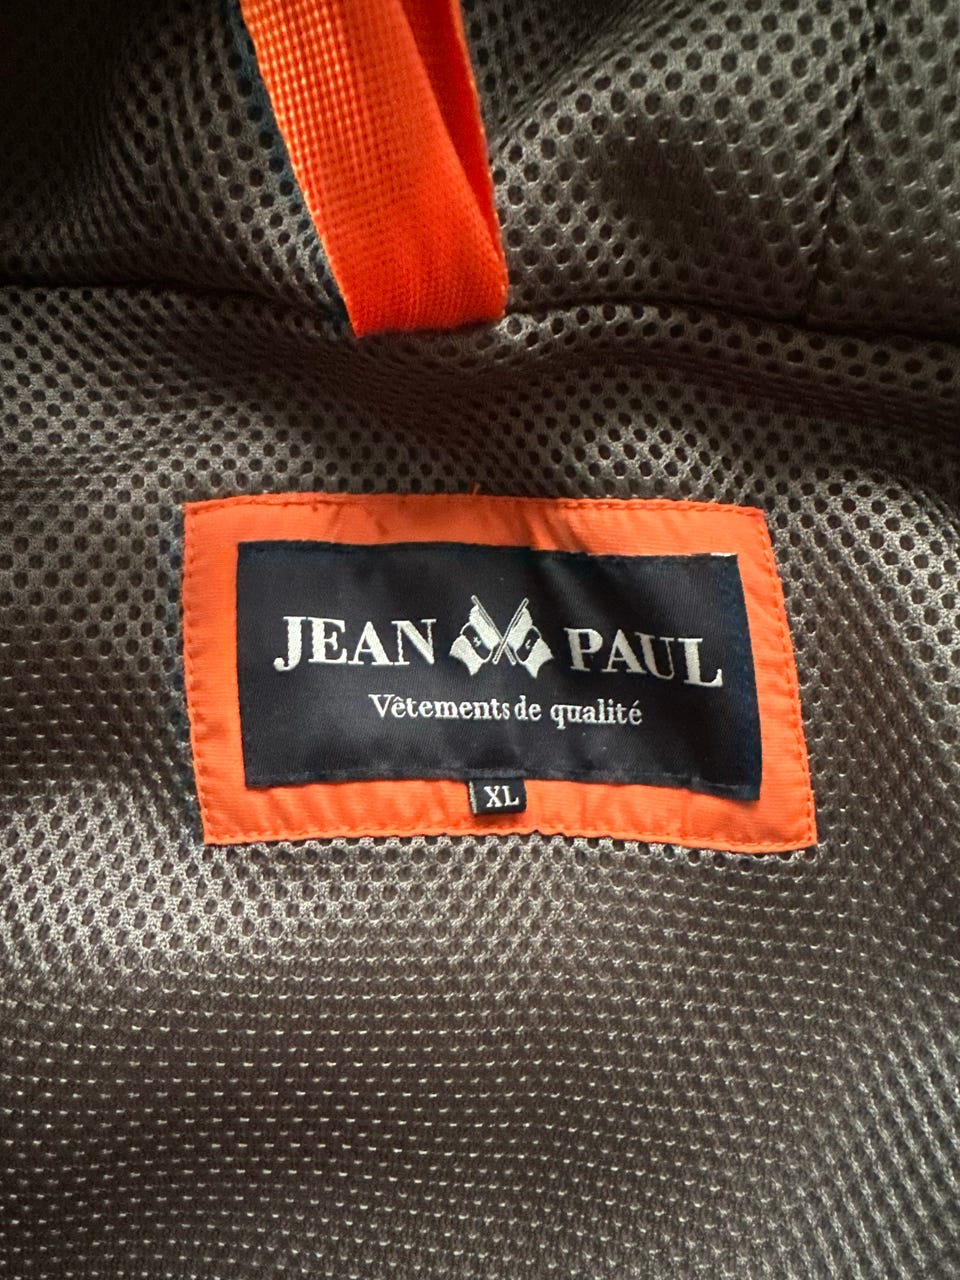 JEAN PAUL
Vêtements de qualité
XL